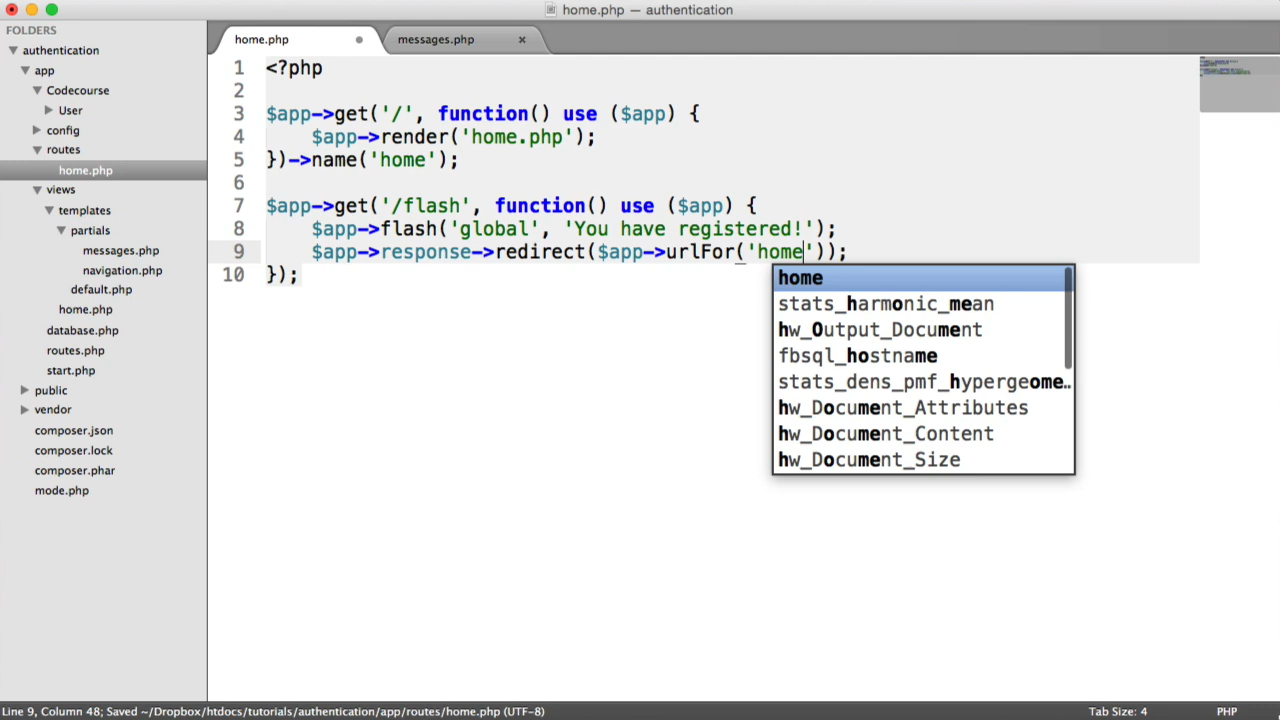 home.php — authentication
FOLDERS
authentication
app
Codecourse
User
config
routes
home.php
views
templates
partials
messages.php
navigation.php
default.php
home.php
database.php
routes.php
start.php
public
vendor
composer.json
composer.lock
composer.phar
mode.php
home.php
messages.php
1 <?php
2
3 $app->get('/', function() use ($app) {
4 $app->render('home.php');
5 })->name('home');
6
7 $app->get('/flash', function() use ($app) {
8 $app->flash('global', 'You have registered!');
9 $app->response->redirect($app->urlFor('home'));
10 });
home
stats_harmonic_mean
hw_Output_Document
fbsql_hostname
stats_dens_pmf_hypergeome…
hw_Document_Attributes
hw_Document_Content
hw_Document_Size
Line 9, Column 48; Saved ~/Dropbox/htdocs/tutorials/authentication/app/routes/home.php (UTF-8)
Tab Size: 4
PHP